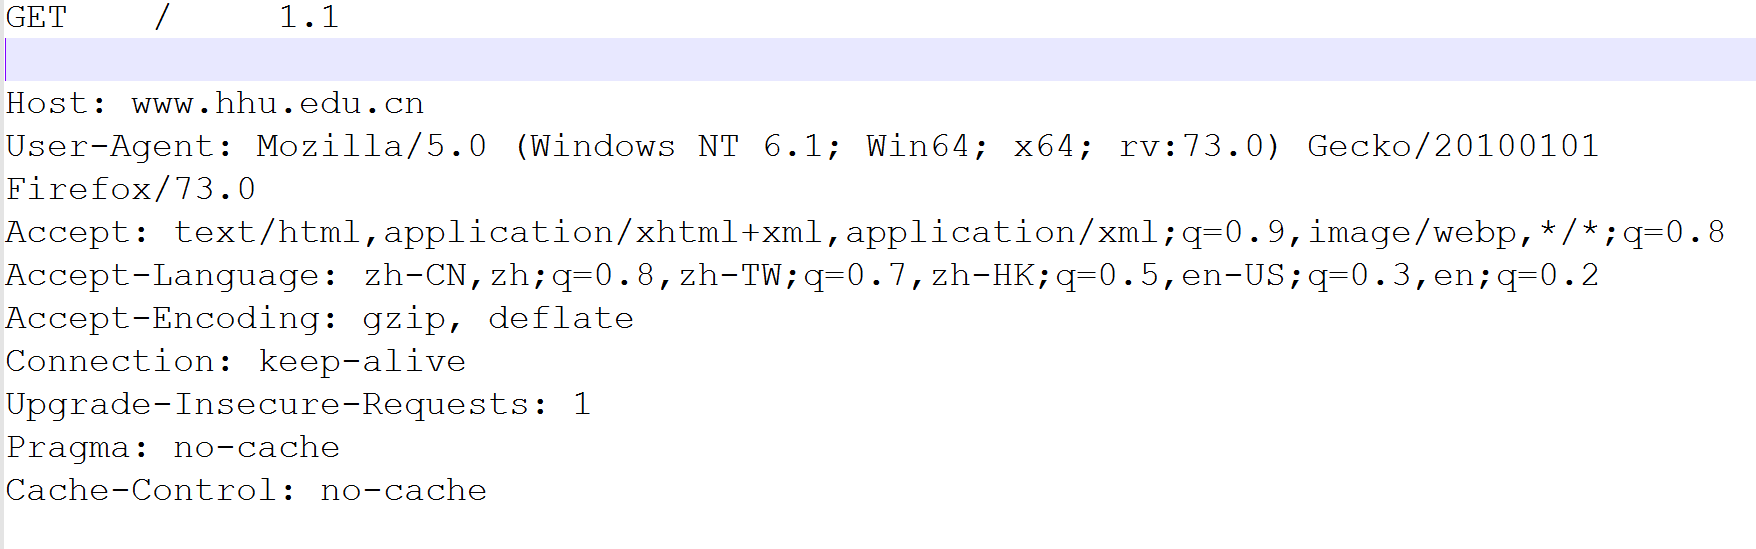 GET    /     1.1
Host: www.hhu.edu.cn
User-Agent: Mozilla/5.0 (Windows NT 6.1; Win64; x64; rv:73.0) Gecko/20100101
Firefox/73.0
Accept: text/html,application/xhtml+xml,application/xml;q=0.9,image/webp,*/*;q=0.8
Accept-Language: zh-CN,zh;q=0.8,zh-TW;q=0.7,zh-HK;q=0.5,en-US;q=0.3,en;q=0.2
Accept-Encoding: gzip, deflate
Connection: keep-alive
Upgrade-Insecure-Requests: 1
Pragma: no-cache
Cache-Control: no-cache